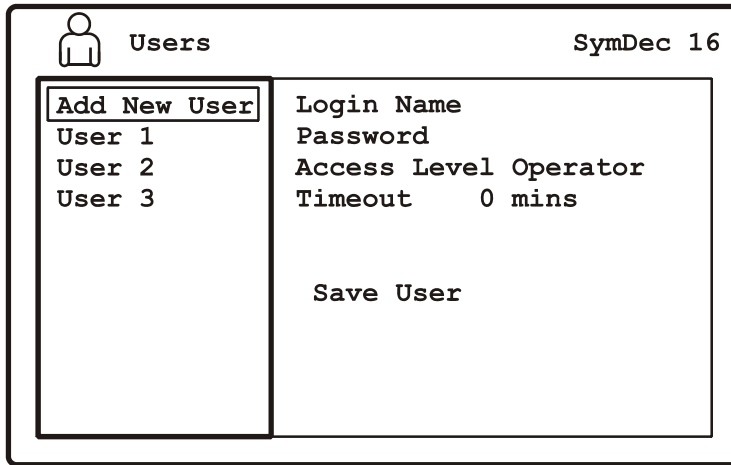 Users
SymDec 16
Add New User
User 1
User 2
User 3
Login Name
Password
Access Level Operator
Timeout 0 mins
Save User